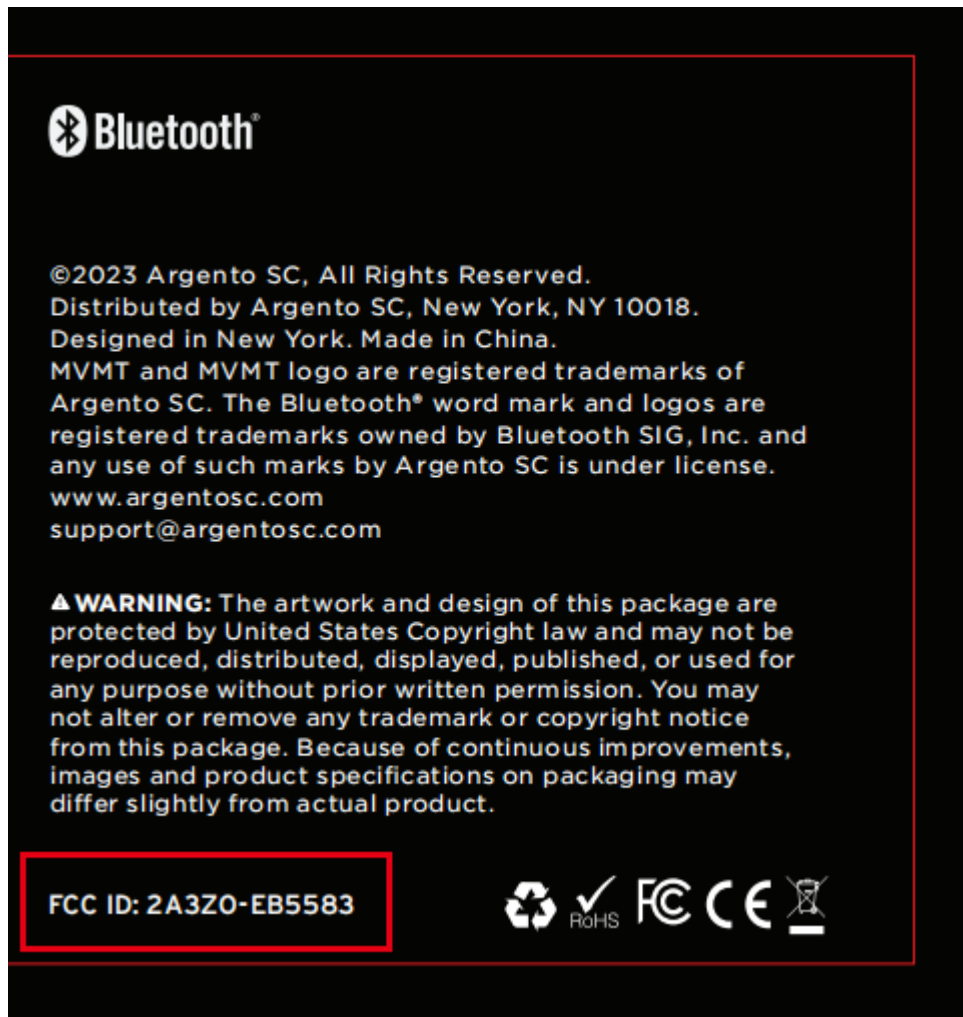 Bluetooth®
©2023 Argento SC, All Rights Reserved.
Distributed by Argento SC, New York, NY 10018.
Designed in New York. Made in China.
MVMT and MVMT logo are registered trademarks of
Argento SC. The Bluetooth® word mark and logos are
registered trademarks owned by Bluetooth SIG, Inc. and
any use of such marks by Argento SC is under license.
www.argentosc.com
support@argentosc.com
WARNING: The artwork and design of this package are
protected by United States Copyright law and may not be
reproduced, distributed, displayed, published, or used for
any purpose without prior written permission. You may
not alter or remove any trademark or copyright notice
from this package. Because of continuous improvements,
images and product specifications on packaging may
differ slightly from actual product.
FCC ID: 2A3ZO-EB5583 RoHS FC CE